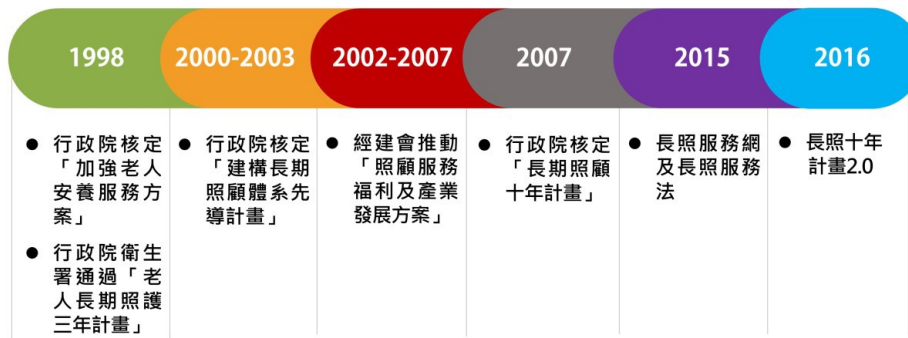 1998
2000-2003
2002-2007
2007
2015
2016
● 行政院核定
「加強老人
安養服務方
案」
● 行政院衛生
署通過「老
人長期照護
三年計畫」
● 行政院核定
「建構長期
照顧體系先
導計畫」
● 經建會推動
「照顧服務
福利及產業
發展方案」
● 行政院核定
「長期照顧
十年計畫」
● 長照服務網
及長照服務
法
● 長照十年
計畫2.0